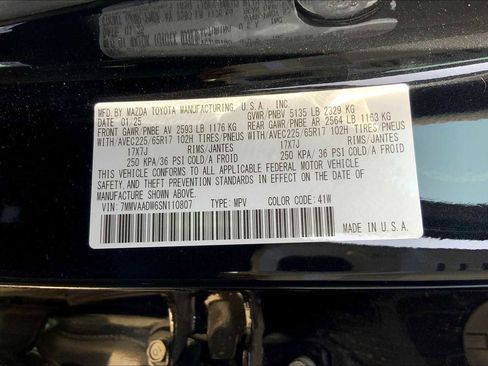 MFD. BY MAZDA TOYOTA MANUFACTURING, U.S.A., INC.
DATE 01/25 GVWR/PNBV 5135 LB 2329 KG
FRONT GAWR/PNBE AV 2593 LB 1176 KG REAR GAWR/PNBE AR 2564 LB 1163 KG
WITH/AVEC225/65R17 102H TIRES/PNEUS WITH/AVEC225/65R17 102H TIRES/PNEUS
17X7J RIMS/JANTES 17X7J RIMS/JANTES
250 KPA/36 PSI COLD/A FROID 250 KPA/36 PSI COLD/A FROID
THIS VEHICLE CONFORMS TO ALL APPLICABLE FEDERAL MOTOR VEHICLE
SAFETY AND THEFT PREVENTION STANDARDS IN EFFECT ON THE DATE OF
MANUFACTURE SHOWN ABOVE.
VIN: 7MMVAADW6SN110807 TYPE: MPV COLOR CODE: 41W
MADE IN U.S.A.